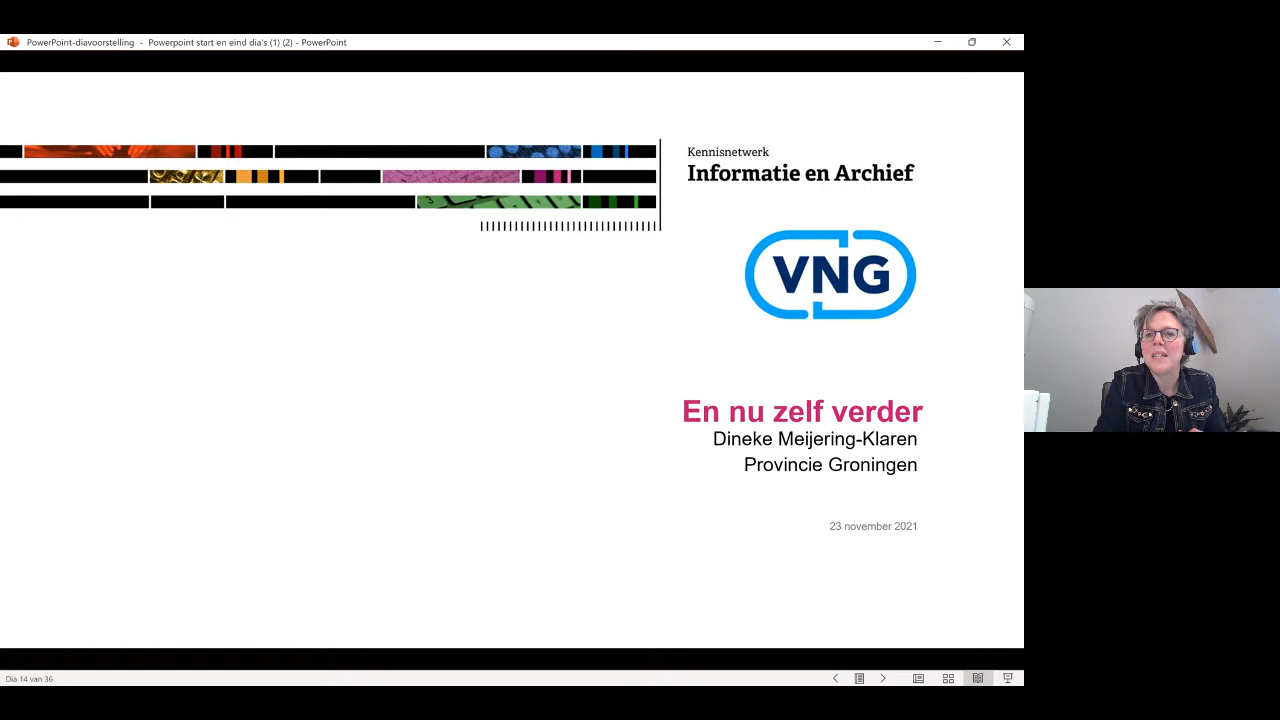 PowerPoint-diavoorstelling - Powerpoint start en eind dia's (1) (2) - PowerPoint
Kennisnetwerk
Informatie en Archief
VNG
En nu zelf verder
Dineke Meijering-Klaren
Provincie Groningen
23 november 2021
Dia 14 van 36